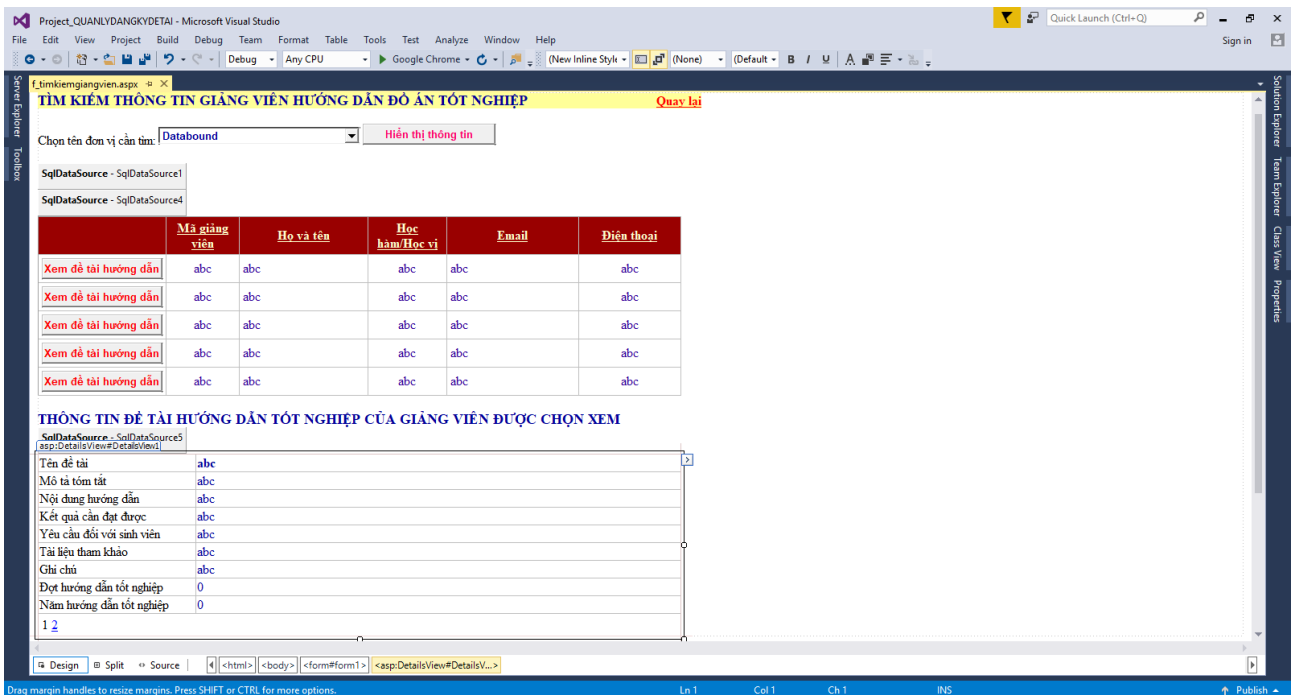 Project_QUANLYDANGKYDETAI - Microsoft Visual Studio
Quick Launch (Ctrl+Q)
File Edit View Project Build Debug Team Format Table Tools Test Analyze Window Help
Sign in
Debug Any CPU Google Chrome (New Inline Style (None) (Default B I U A
f_timkiemgiangvien.aspx
Server Explorer
Toolbox
Solution Explorer
Team Explorer
Class View
Properties
TÌM KIẾM THÔNG TIN GIẢNG VIÊN HƯỚNG DẪN ĐỒ ÁN TỐT NGHIỆP Quay lại
Chọn tên đơn vị cần tìm: Databound Hiển thị thông tin
SqlDataSource - SqlDataSource1
SqlDataSource - SqlDataSource4
Mã giảng viên Họ và tên Học hàm/Học vị Email Điện thoại
Xem đề tài hướng dẫn abc abc abc abc abc
Xem đề tài hướng dẫn abc abc abc abc abc
Xem đề tài hướng dẫn abc abc abc abc abc
Xem đề tài hướng dẫn abc abc abc abc abc
Xem đề tài hướng dẫn abc abc abc abc abc
THÔNG TIN ĐỀ TÀI HƯỚNG DẪN TỐT NGHIỆP CỦA GIẢNG VIÊN ĐƯỢC CHỌN XEM
SqlDataSource - SqlDataSource5
asp:DetailsView#DetailsView1
Tên đề tài abc
Mô tả tóm tắt abc
Nội dung hướng dẫn abc
Kết quả cần đạt được abc
Yêu cầu đối với sinh viên abc
Tài liệu tham khảo abc
Ghi chú abc
Đợt hướng dẫn tốt nghiệp 0
Năm hướng dẫn tốt nghiệp 0
1 2
Design Split Source <html> <body> <form#form1> <asp:DetailsView#DetailsV...>
Drag margin handles to resize margins. Press SHIFT or CTRL for more options. Ln 1 Col 1 Ch 1 INS Publish